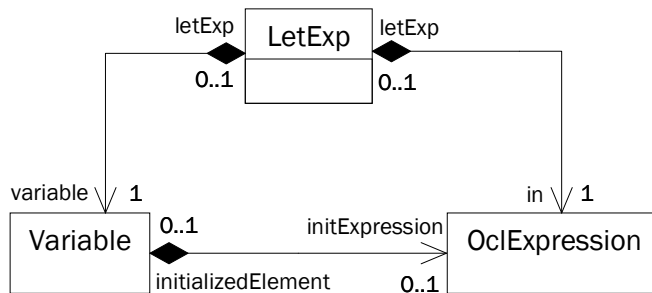 letExp
LetExp
letExp
0..1
0..1
variable
1
in
1
Variable
0..1
initExpression
OclExpression
initializedElement
0..1